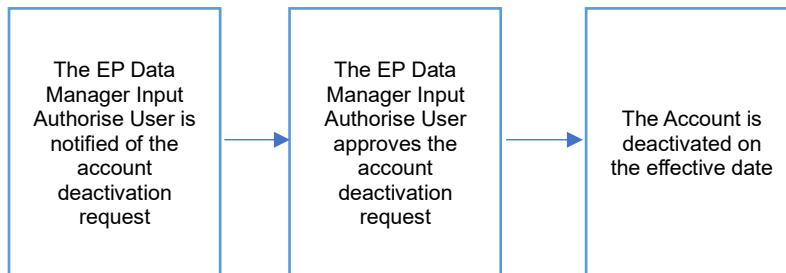 The EP Data
Manager Input
Authorise User is
notified of the
account
deactivation
request
The EP Data
Manager Input
Authorise User
approves the
account
deactivation
request
The Account is
deactivated on
the effective date